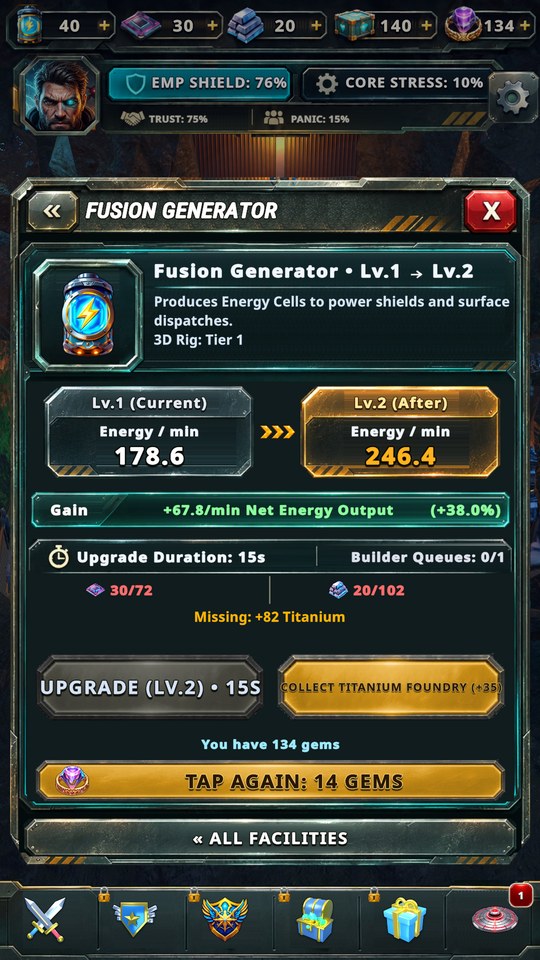 40 +
30 +
20 +
140 +
134 +
EMP SHIELD: 76%
CORE STRESS: 10%
TRUST: 75%
PANIC: 15%
«
FUSION GENERATOR
X
Fusion Generator • Lv.1 → Lv.2
Produces Energy Cells to power shields and surface
dispatches.
3D Rig: Tier 1
Lv.1 (Current)
Energy / min
178.6
Lv.2 (After)
Energy / min
246.4
Gain
+67.8/min Net Energy Output
(+38.0%)
Upgrade Duration: 15s
Builder Queues: 0/1
30/72
20/102
Missing: +82 Titanium
UPGRADE (LV.2) • 15S
COLLECT TITANIUM FOUNDRY (+35)
You have 134 gems
TAP AGAIN: 14 GEMS
« ALL FACILITIES
1